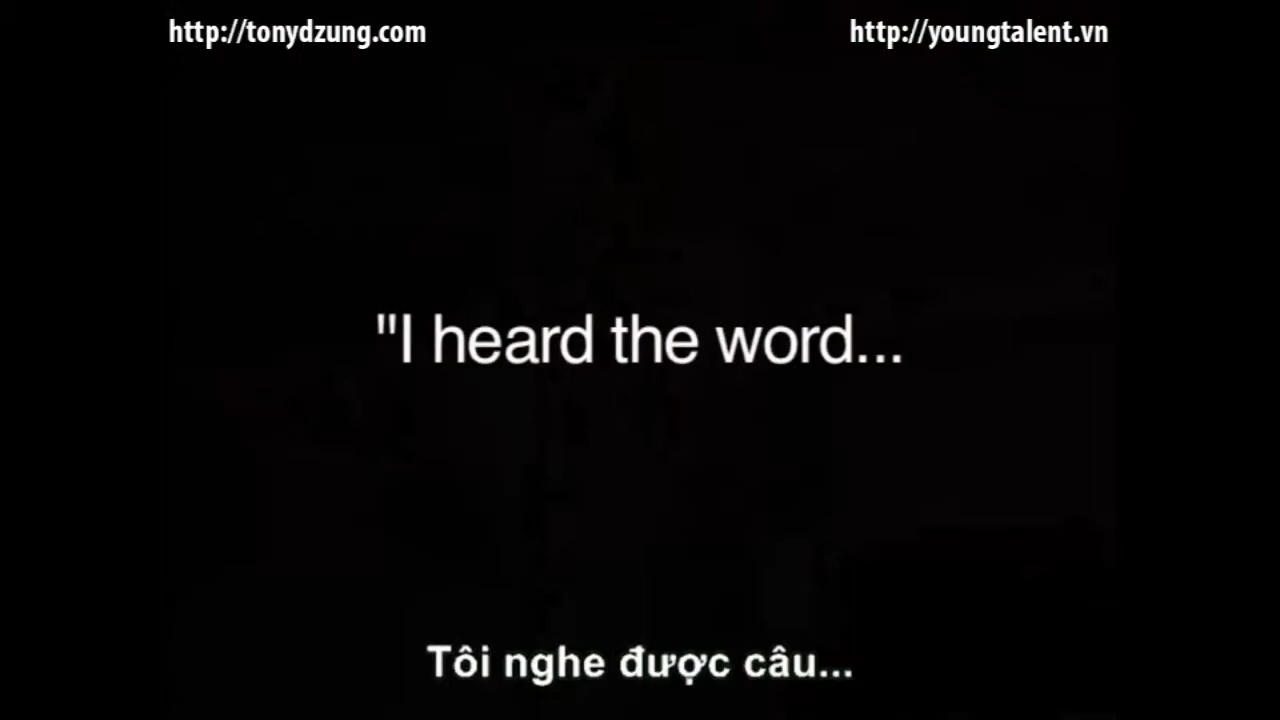 http://tonydzung.com
http://youngtalent.vn
"I heard the word...
Tôi nghe được câu...